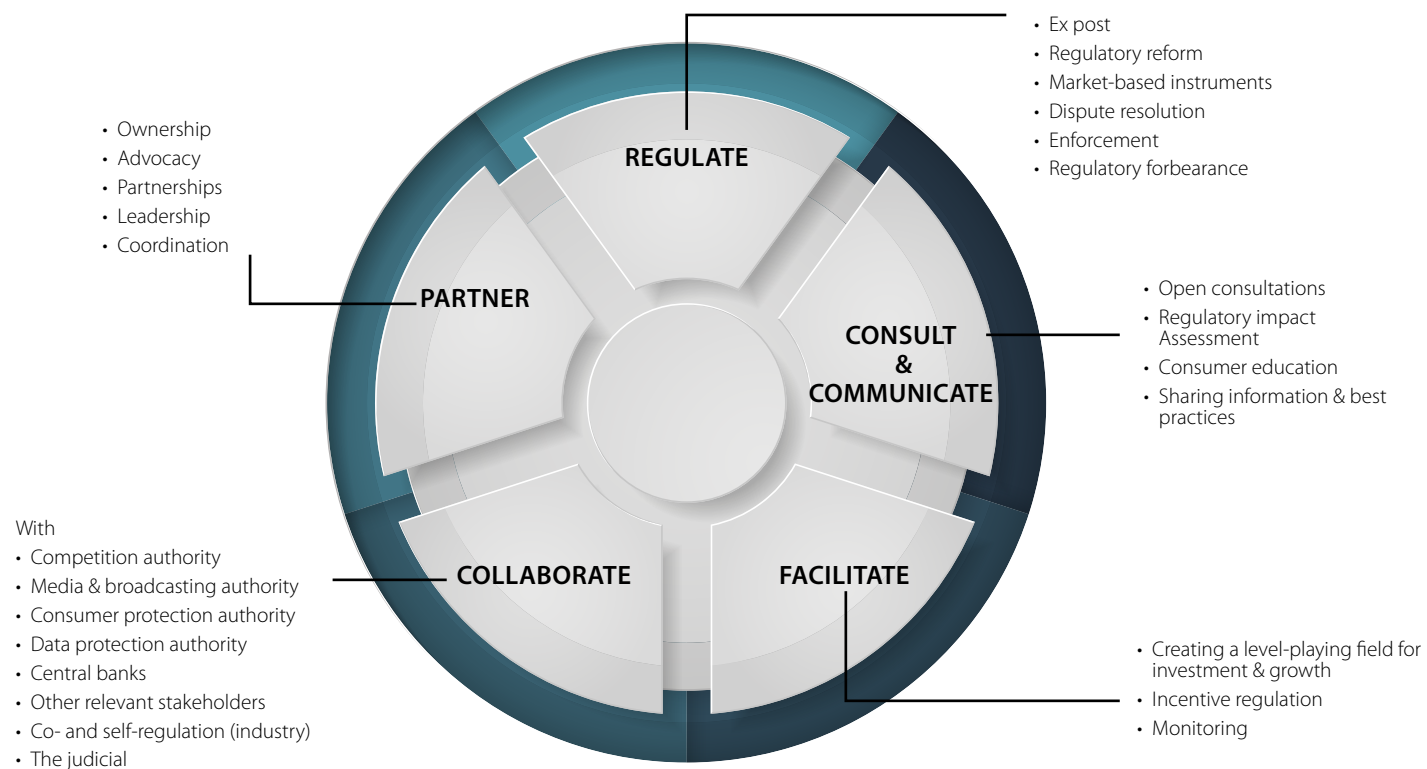 • Ex post
• Regulatory reform
• Market-based instruments
• Dispute resolution
• Enforcement
• Regulatory forbearance
• Ownership
• Advocacy
• Partnerships
• Leadership
• Coordination
REGULATE
PARTNER
CONSULT
&
COMMUNICATE
• Open consultations
• Regulatory impact
Assessment
• Consumer education
• Sharing information & best
practices
With
• Competition authority
• Media & broadcasting authority
• Consumer protection authority
• Data protection authority
• Central banks
• Other relevant stakeholders
• Co- and self-regulation (industry)
• The judicial
COLLABORATE
FACILITATE
• Creating a level-playing field for
investment & growth
• Incentive regulation
• Monitoring